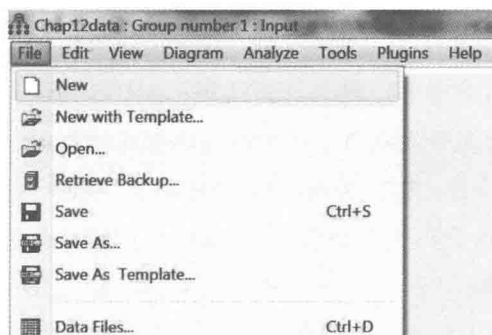 Chap12data : Group number 1 : Input
File Edit View Diagram Analyze Tools Plugins Help
New
New with Template...
Open...
Retrieve Backup...
Save Ctrl+S
Save As...
Save As Template...
Data Files... Ctrl+D